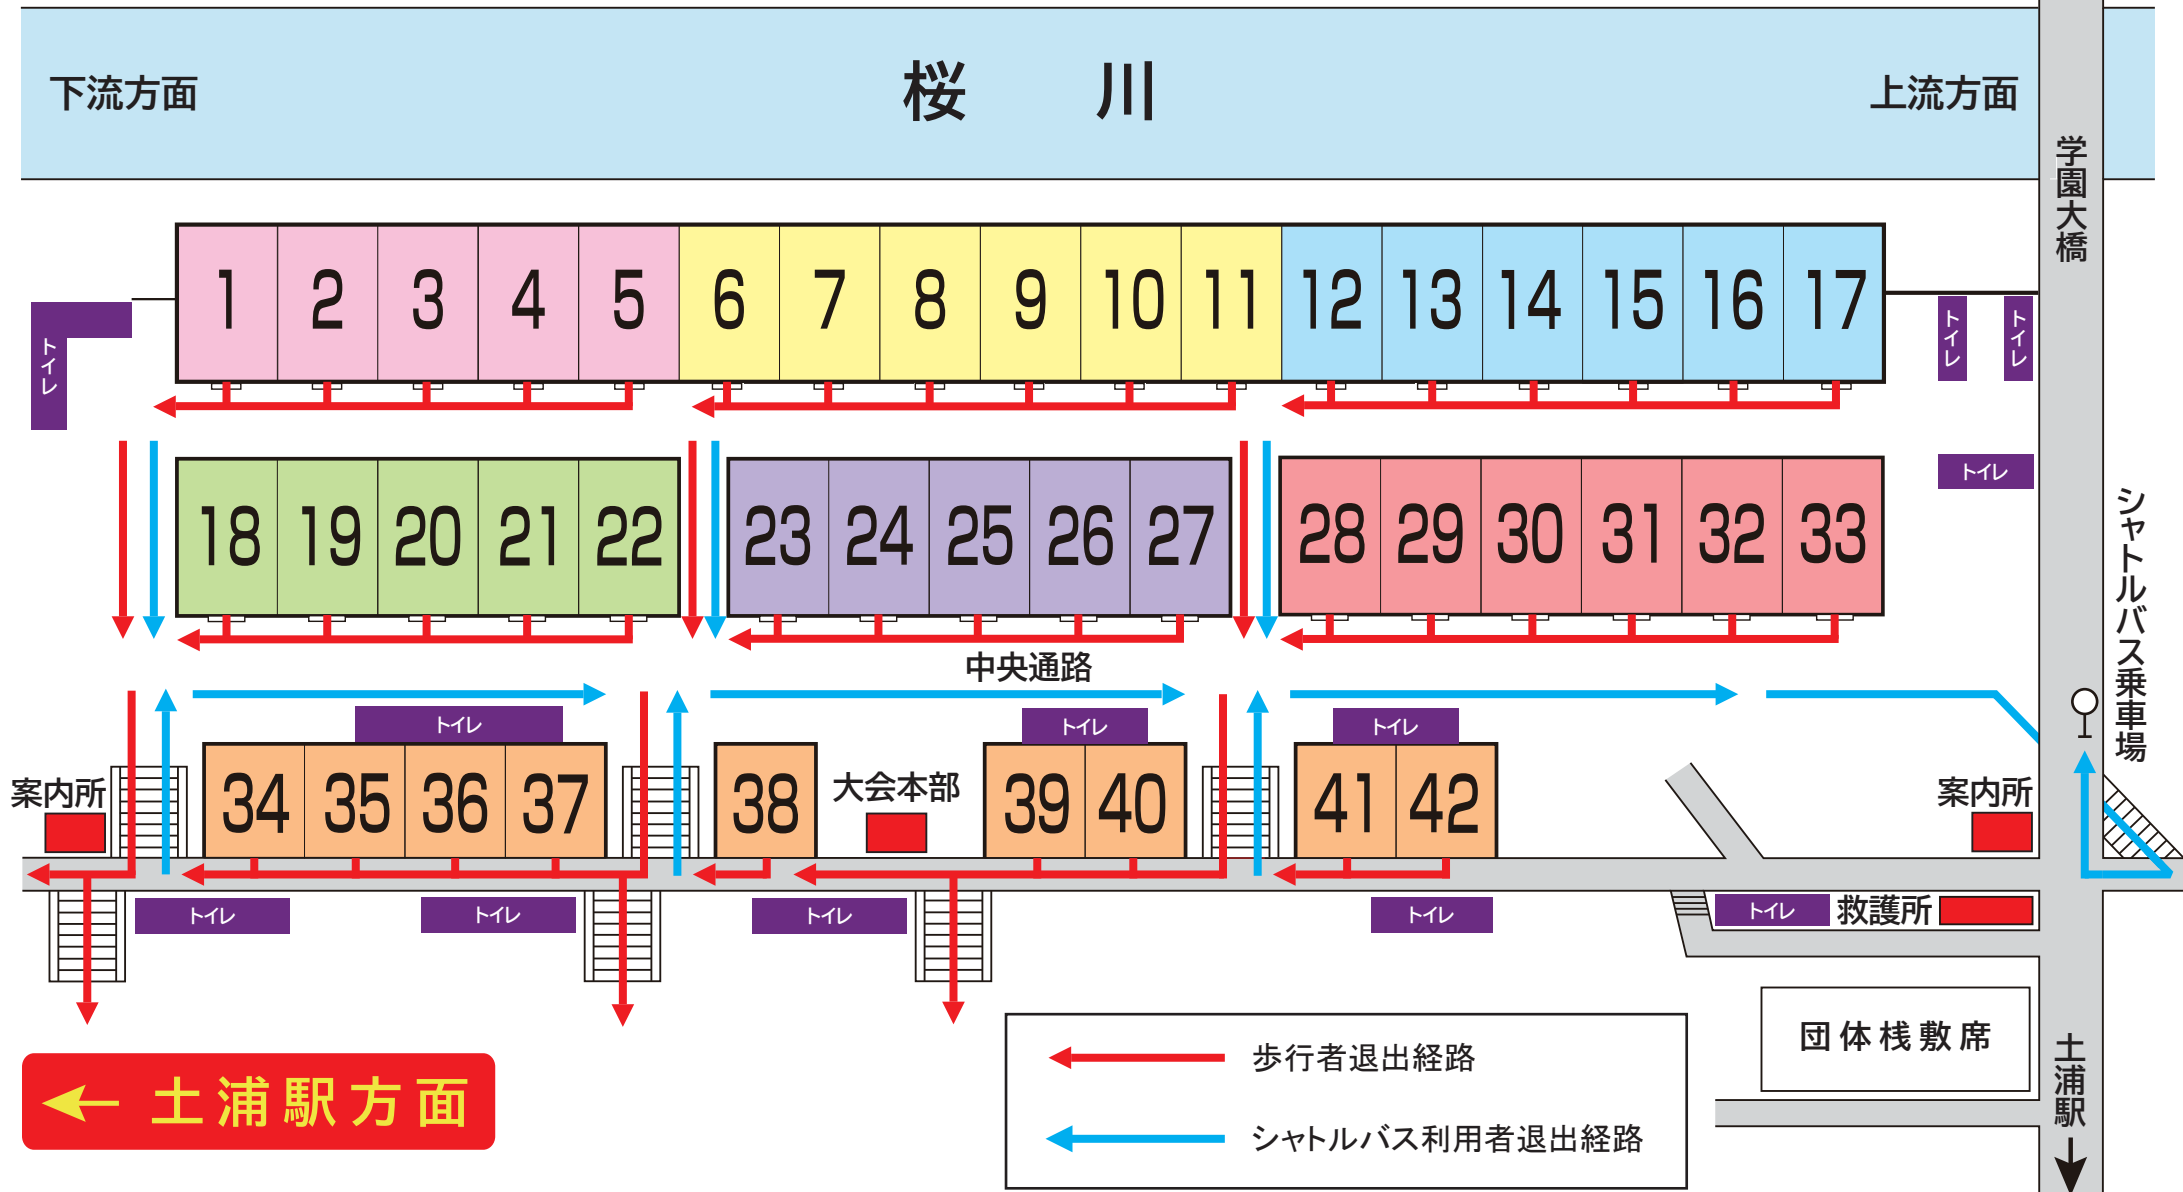 下流方面
桜川
上流方面
学園大橋
1 2 3 4 5 6 7 8 9 10 11 12 13 14 15 16 17
トイレ
トイレ
トイレ
トイレ
18 19 20 21 22 23 24 25 26 27 28 29 30 31 32 33
シャトルバス乗車場
中央通路
トイレ
トイレ
トイレ
案内所
34 35 36 37 38
大会本部
39 40 41 42
案内所
トイレ
トイレ
トイレ
トイレ
トイレ
救護所
団体桟敷席
土浦駅
土浦駅方面
歩行者退出経路
シャトルバス利用者退出経路